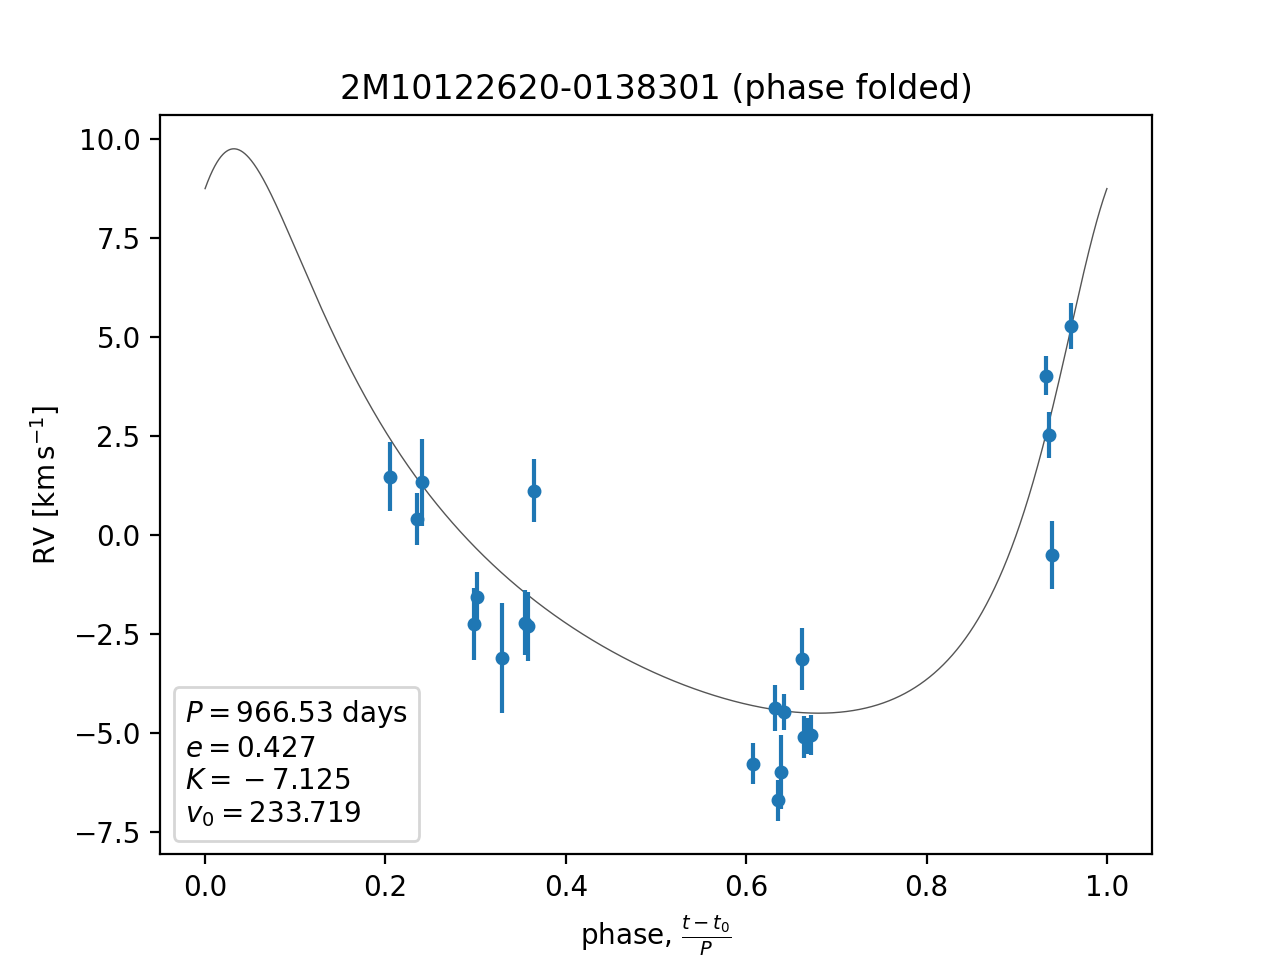 2M10122620-0138301 (phase folded)
10.0
7.5
5.0
2.5
0.0
−2.5
−5.0
−7.5
RV [km s⁻¹]
P = 966.53 days
e = 0.427
K = − 7.125
v₀ = 233.719
0.0 0.2 0.4 0.6 0.8 1.0
phase, (t − t₀)/P